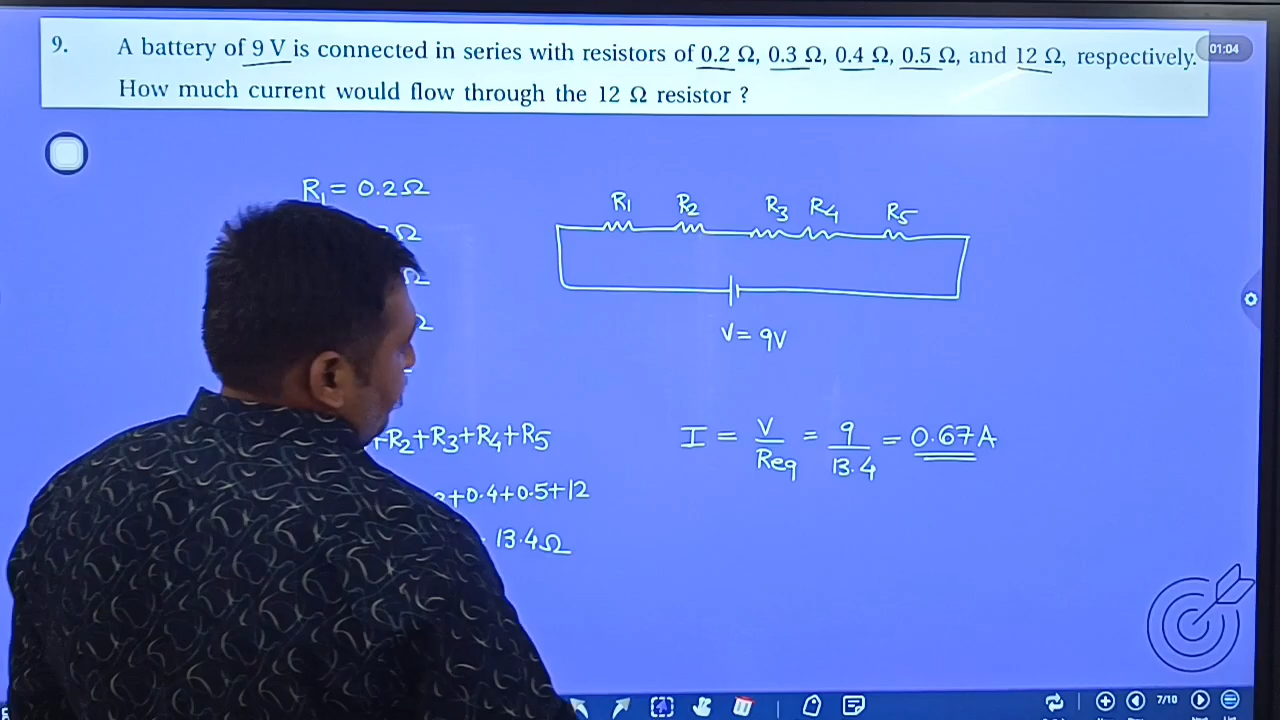 9. A battery of 9 V is connected in series with resistors of 0.2 Ω, 0.3 Ω, 0.4 Ω, 0.5 Ω, and 12 Ω, respectively.
How much current would flow through the 12 Ω resistor ?
01:04
R₁ = 0.2Ω
Ω
Ω
Ω
R₁ R₂ R₃ R₄ R₅
V = 9V
+R₂+R₃+R₄+R₅
+0.4+0.5+12
13.4Ω
I = V/Req = 9/13.4 = 0.67A
7/10